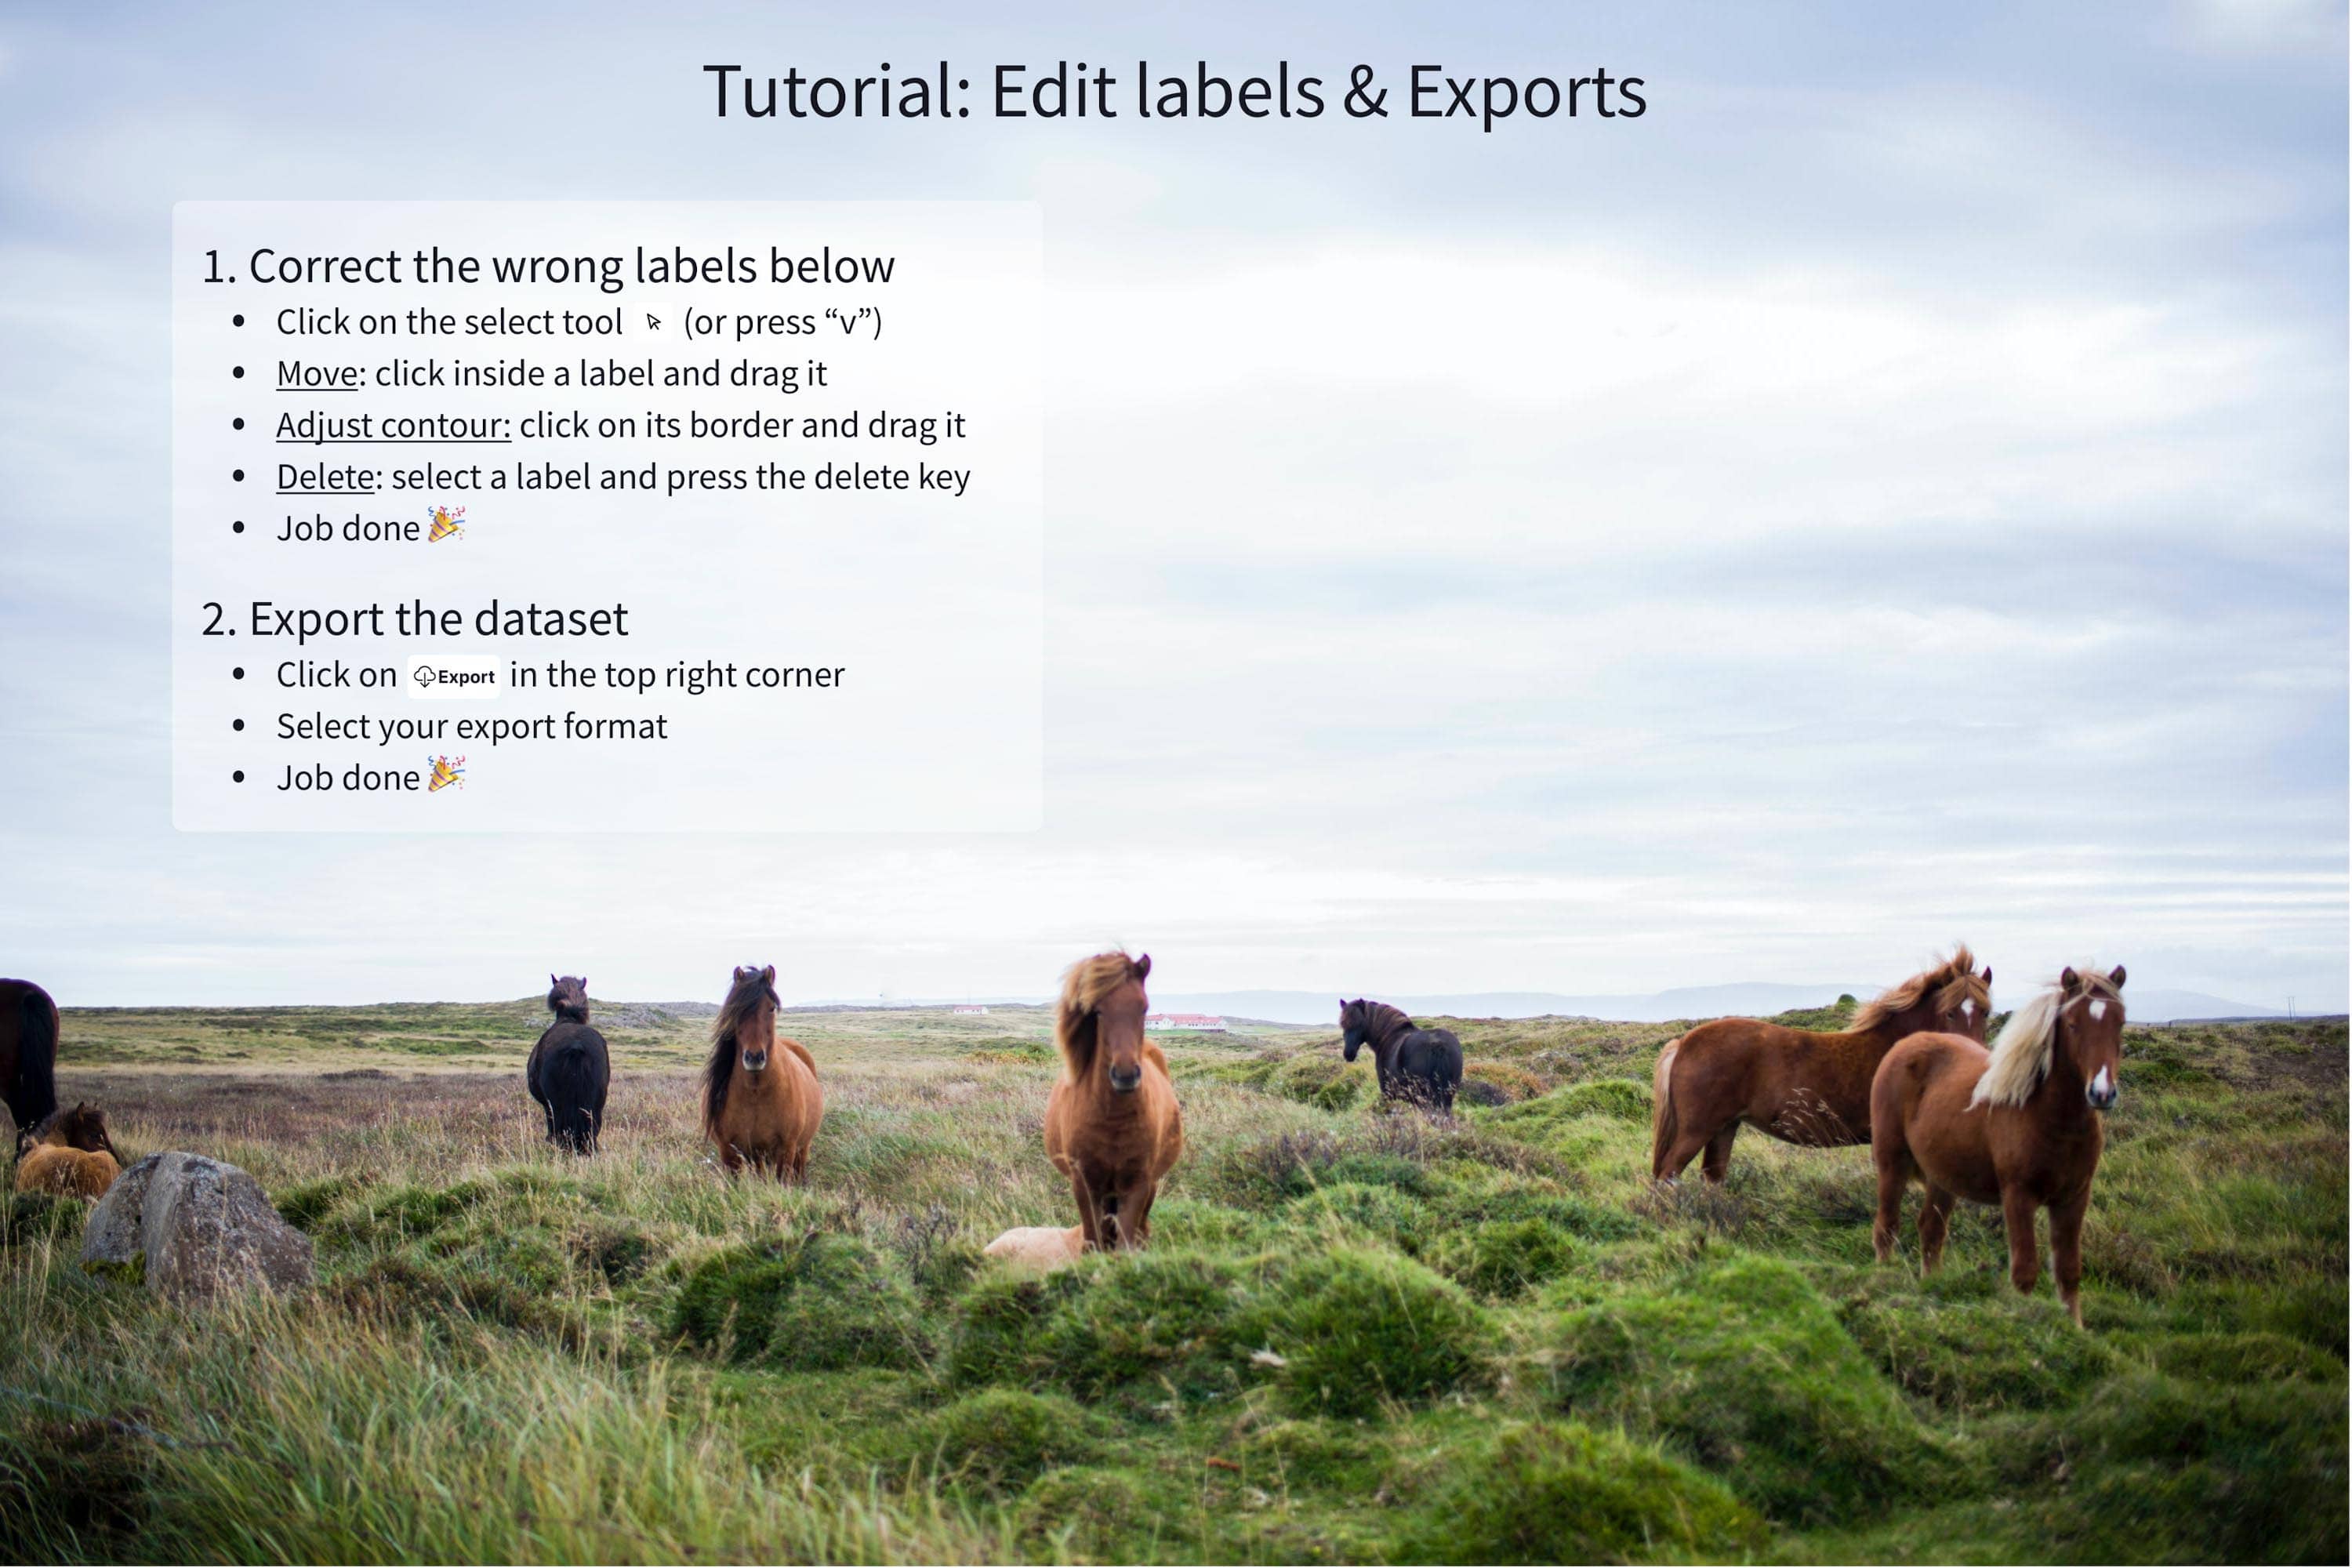 Tutorial: Edit labels & Exports
1. Correct the wrong labels below
• Click on the select tool (or press “v”)
• Move: click inside a label and drag it
• Adjust contour: click on its border and drag it
• Delete: select a label and press the delete key
• Job done 🎉
2. Export the dataset
• Click on Export in the top right corner
• Select your export format
• Job done 🎉